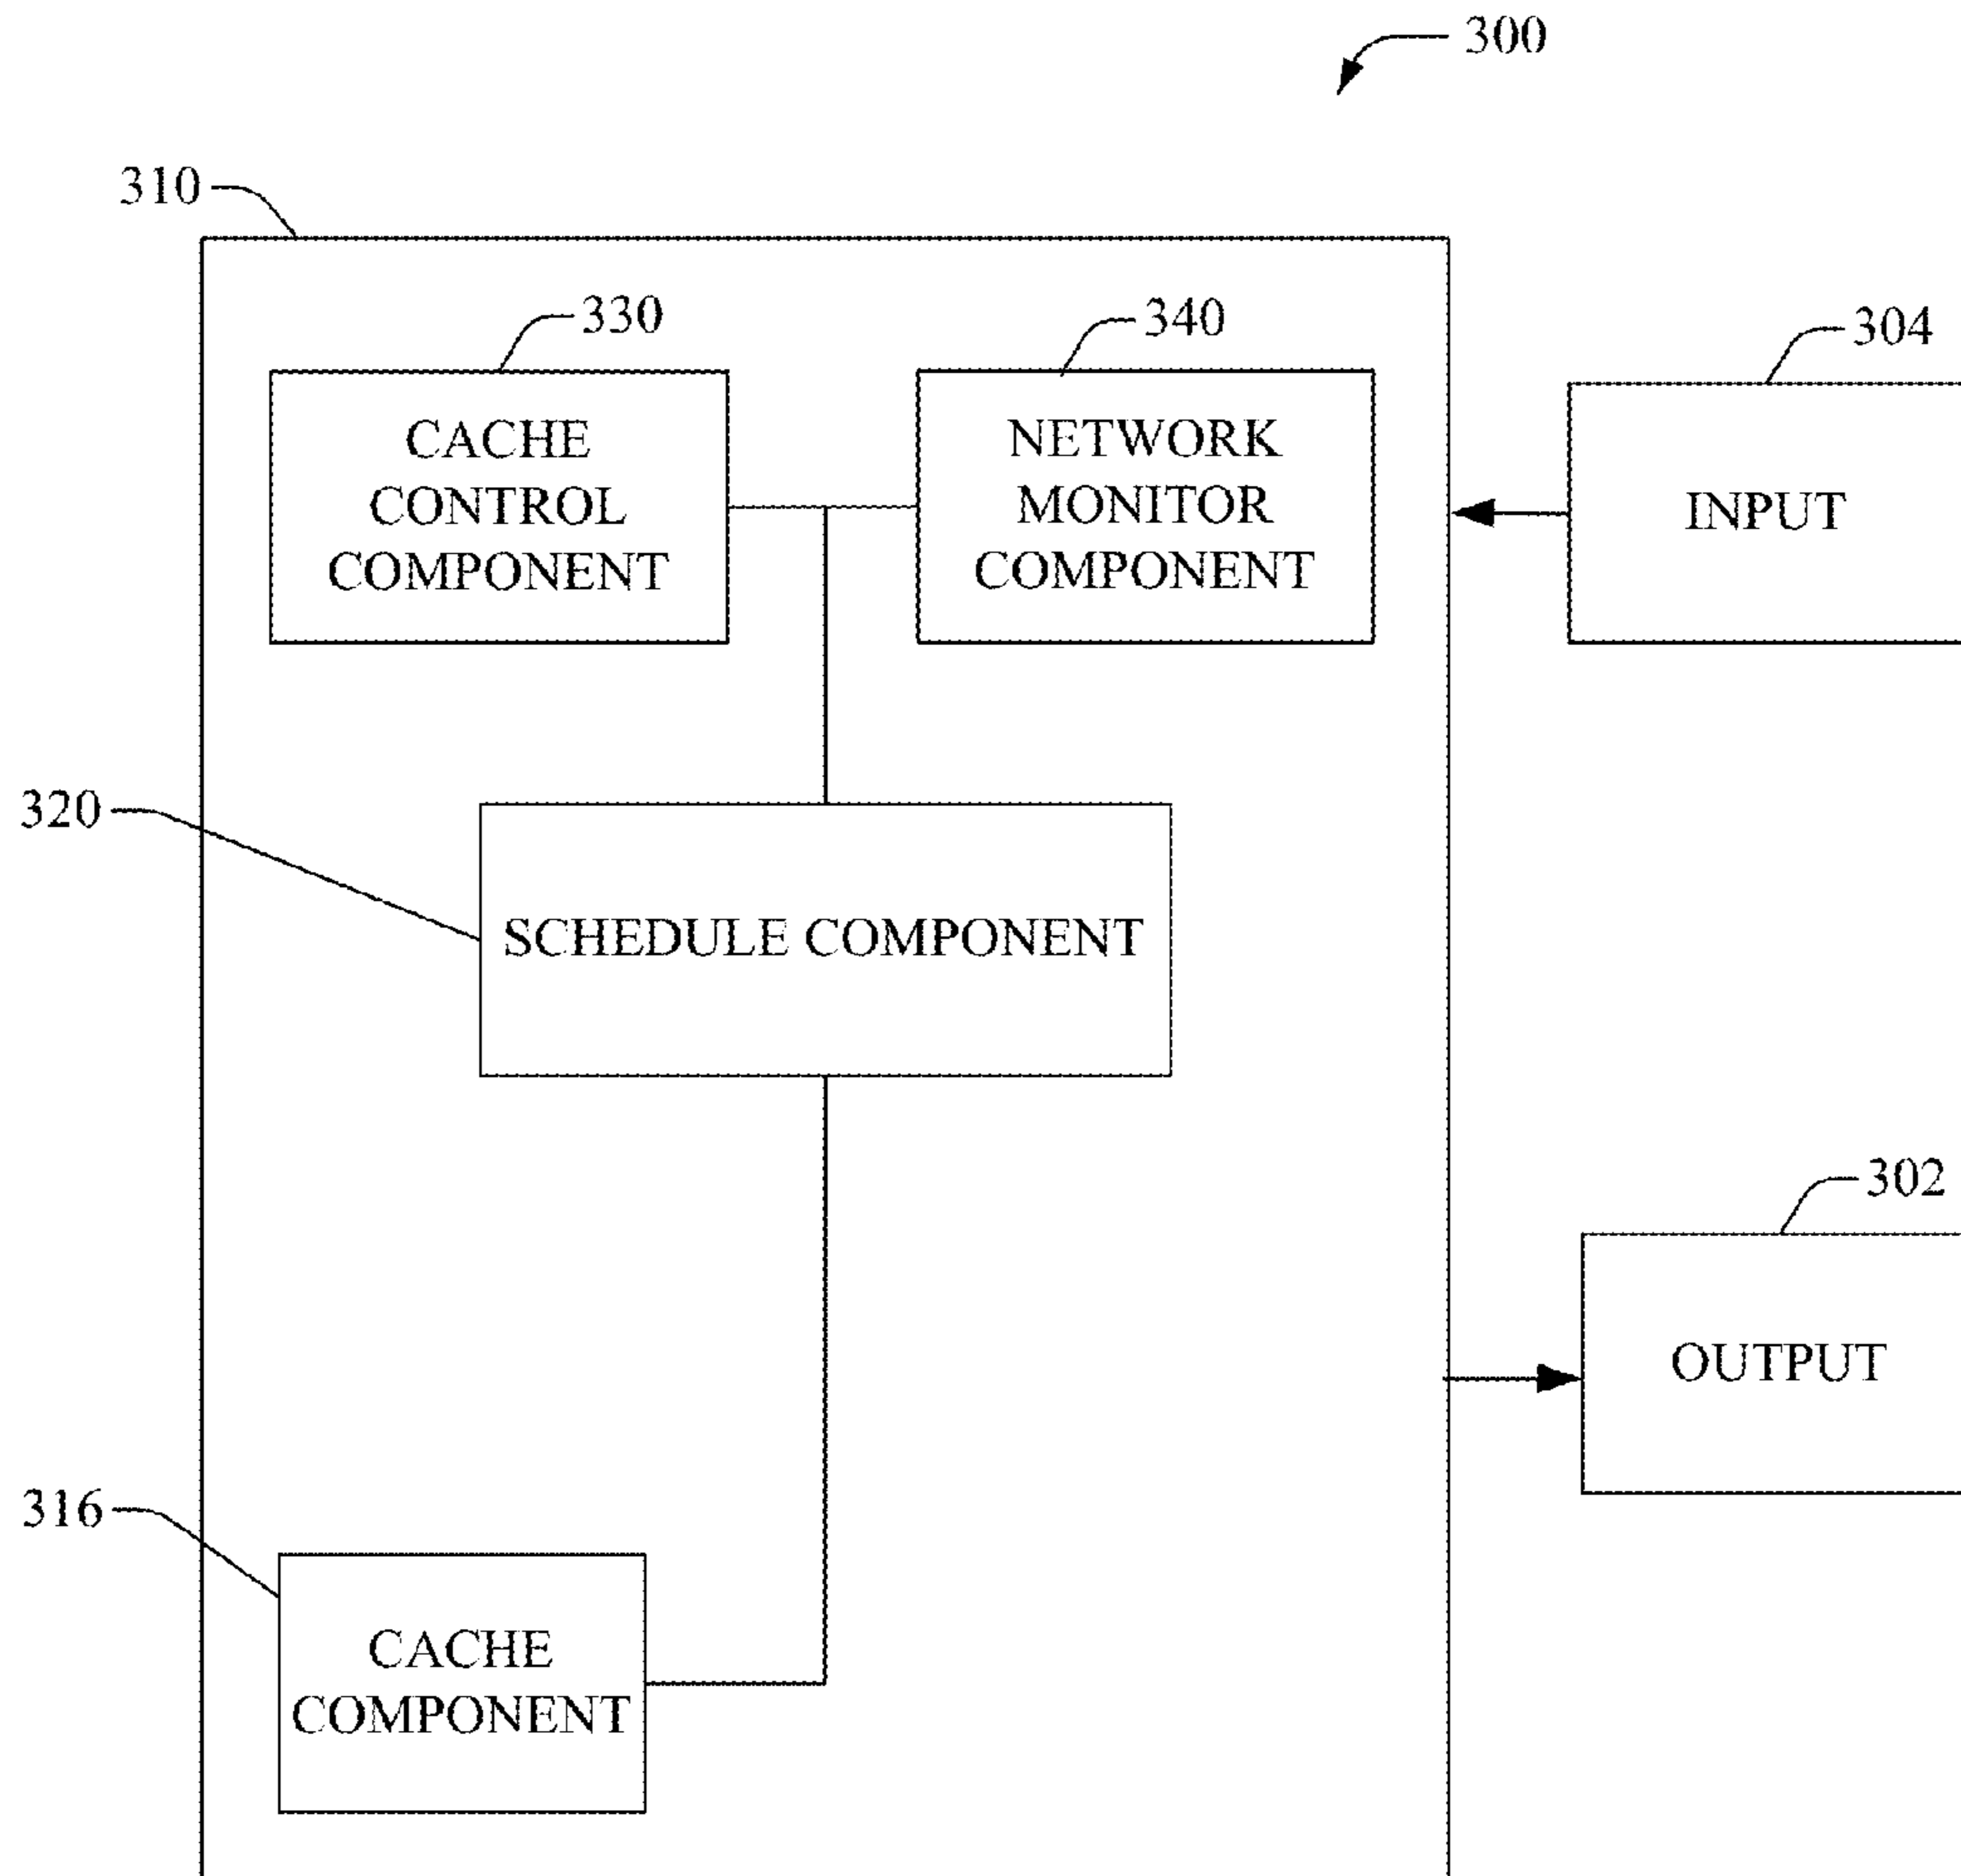 300
310
330
340
304
CACHE
CONTROL
COMPONENT
NETWORK
MONITOR
COMPONENT
INPUT
320
SCHEDULE COMPONENT
302
OUTPUT
316
CACHE
COMPONENT